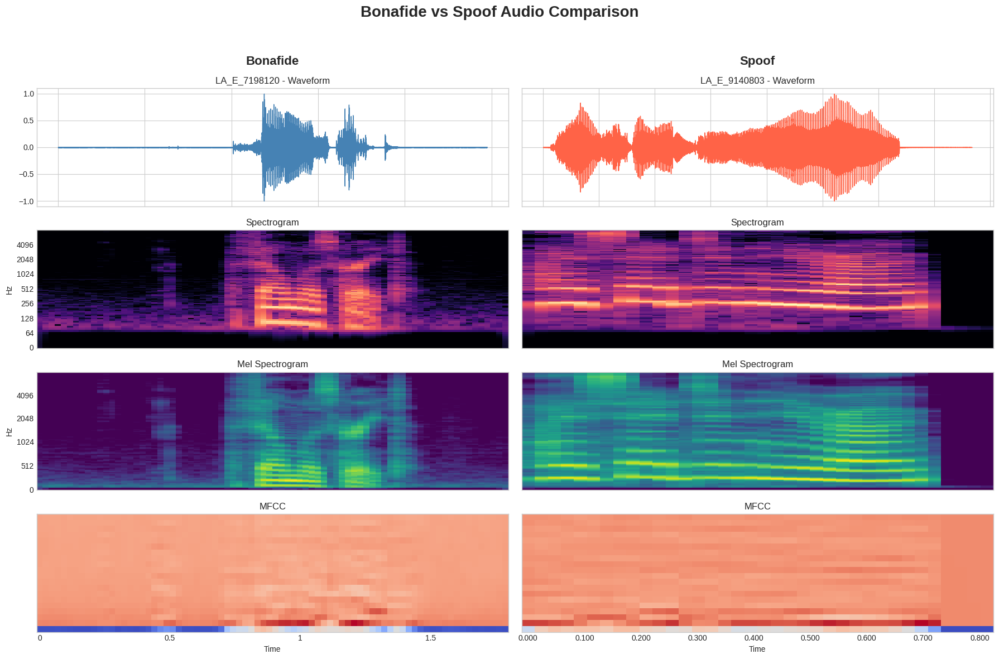 Bonafide vs Spoof Audio Comparison
Bonafide
LA_E_7198120 - Waveform
1.0
0.5
0.0
−0.5
−1.0
Spoof
LA_E_9140803 - Waveform
Spectrogram
4096
2048
1024
512
256
128
64
0
Hz
Spectrogram
Mel Spectrogram
4096
2048
1024
512
0
Hz
Mel Spectrogram
MFCC
0 0.5 1 1.5
Time
MFCC
0.000 0.100 0.200 0.300 0.400 0.500 0.600 0.700 0.800
Time